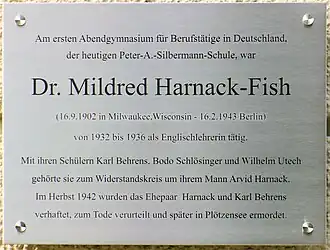 Am ersten Abendgymnasium für Berufstätige in Deutschland,
der heutigen Peter-A.-Silbermann-Schule, war
Dr. Mildred Harnack-Fish
(16.9.1902 in Milwaukee,Wisconsin - 16.2.1943 Berlin)
von 1932 bis 1936 als Englischlehrerin tätig.
Mit ihren Schülern Karl Behrens, Bodo Schlösinger und Wilhelm Utech
gehörte sie zum Widerstandskreis um ihrem Mann Arvid Harnack.
Im Herbst 1942 wurden das Ehepaar Harnack und Karl Behrens
verhaftet, zum Tode verurteilt und später in Plötzensee ermordet.